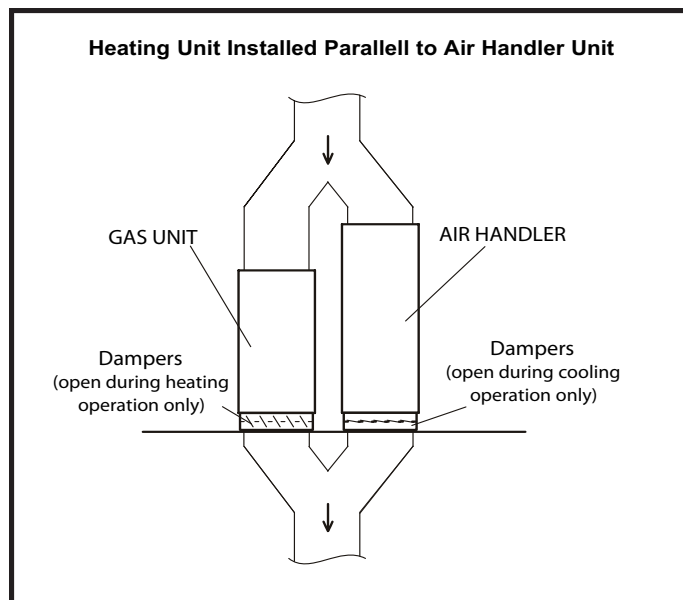 Heating Unit Installed Parallell to Air Handler Unit
GAS UNIT
AIR HANDLER
Dampers
(open during heating
operation only)
Dampers
(open during cooling
operation only)